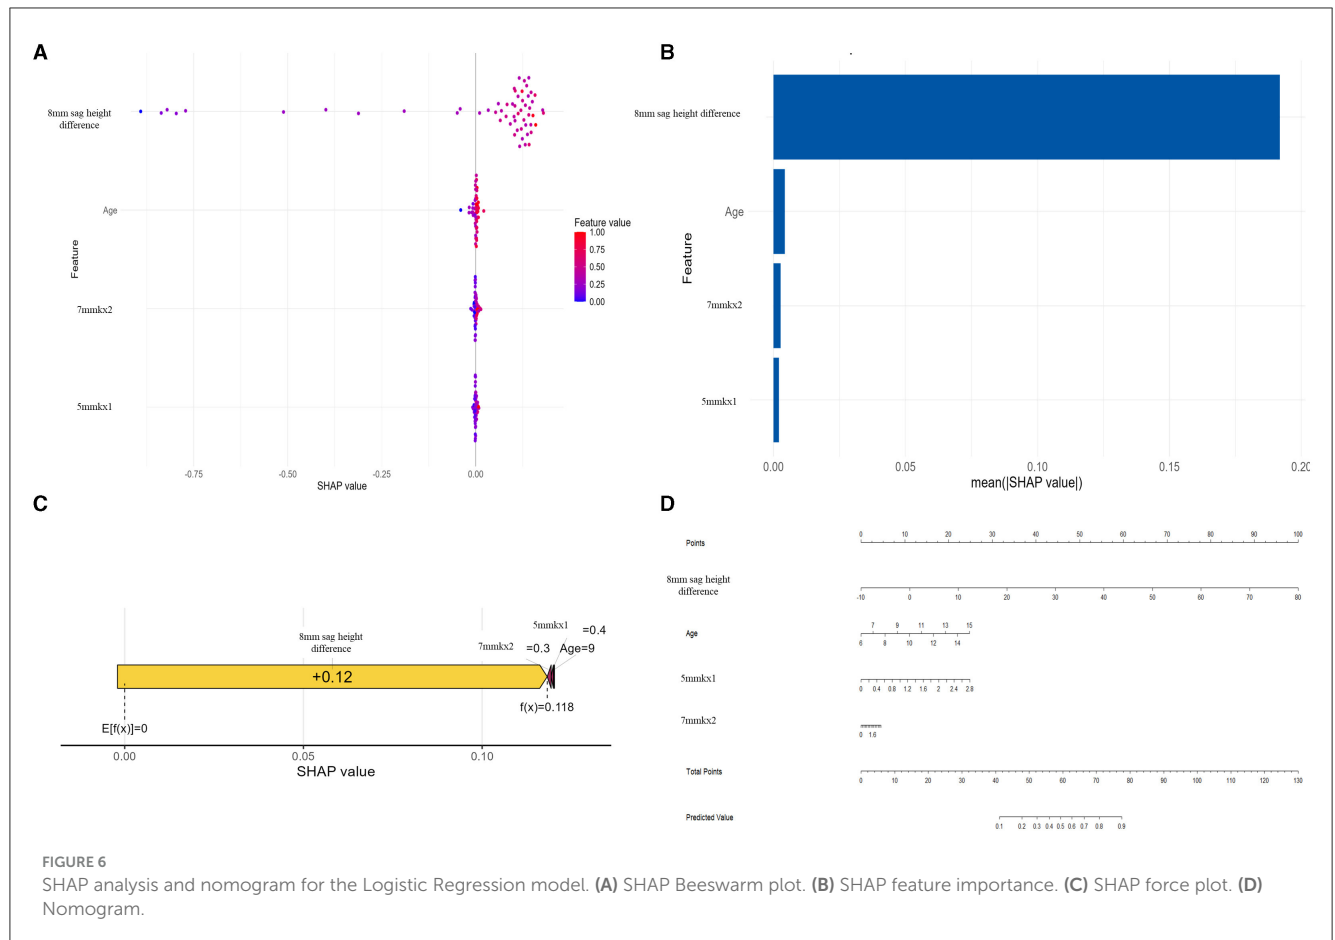 A
8mm sag height
difference
Age
7mmkx2
5mmkx1
Feature
-0.75
-0.50
-0.25
0.00
SHAP value
Feature value
1.00
0.75
0.50
0.25
0.00
B
8mm sag height difference
Age
7mmkx2
5mmkx1
Feature
0.00
0.05
0.10
0.15
0.20
mean(|SHAP value|)
C
8mm sag height
difference
+0.12
7mmkx2
=0.3
5mmkx1
=0.4
Age=9
f(x)=0.118
E[f(x)]=0
0.00
0.05
0.10
SHAP value
D
Points
0 10 20 30 40 50 60 70 80 90 100
8mm sag height
difference
-10 0 10 20 30 40 50 60 70 80
Age
7 9 11 13 15
6 8 10 12 14
5mmkx1
0 0.4 0.8 1.2 1.6 2 2.4 2.8
7mmkx2
0 1.6
Total Points
0 10 20 30 40 50 60 70 80 90 100 110 120 130
Predicted Value
0.1 0.2 0.3 0.4 0.5 0.6 0.7 0.8 0.9
FIGURE 6
SHAP analysis and nomogram for the Logistic Regression model. (A) SHAP Beeswarm plot. (B) SHAP feature importance. (C) SHAP force plot. (D)
Nomogram.